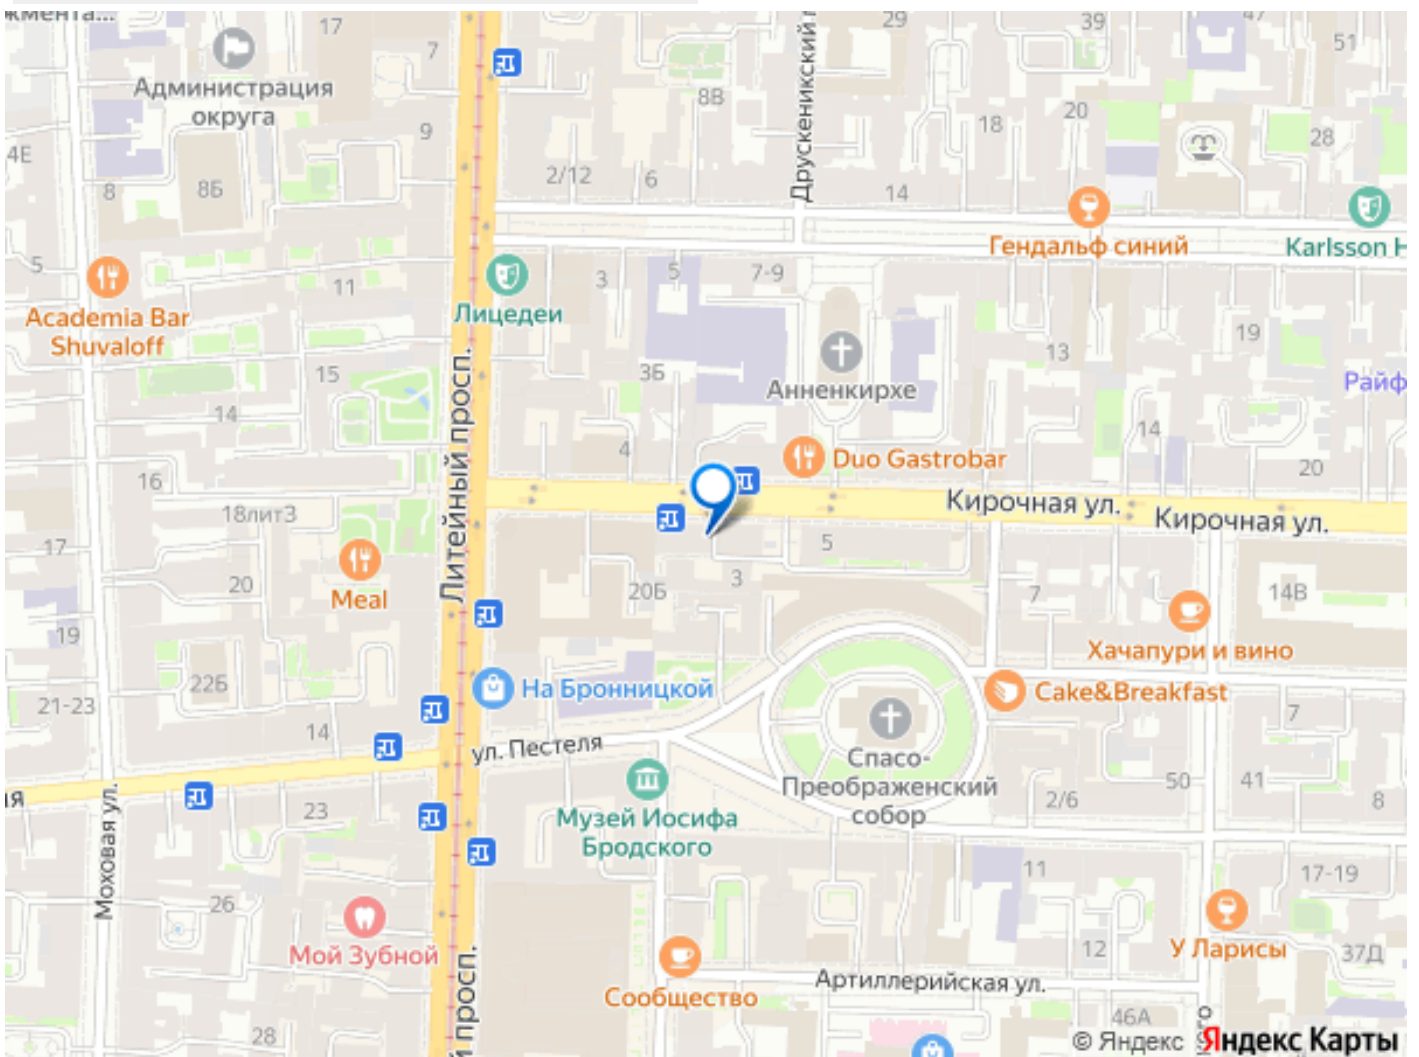 17
7
29
39
47
51
Администрация
округа
8В
Друскеникский
4Е
9
18
20
28
8
8Б
2/12
6
14
Гендальф синий
Karlsson
5
11
Лицедеи
3
5
7-9
Academia Bar
Shuvaloff
15
3Б
Анненкирхе
13
19
Райф
14
4
Duo Gastrobar
14
20
16
Литейный просп.
Кирочная ул.
Кирочная ул.
18лит3
17
20
Meal
20Б
3
5
7
14В
19
Хачапури и вино
22Б
На Бронницкой
Cake&Breakfast
21-23
14
ул. Пестеля
7
Спасо-
Преображенский
собор
50
41
8
2/6
23
Музей Иосифа
Бродского
Моховая ул.
11
17-19
26
Мой Зубной
12
У Ларисы
37Д
просп.
Сообщество
Артиллерийская ул.
28
46А
© Яндекс Яндекс Карты